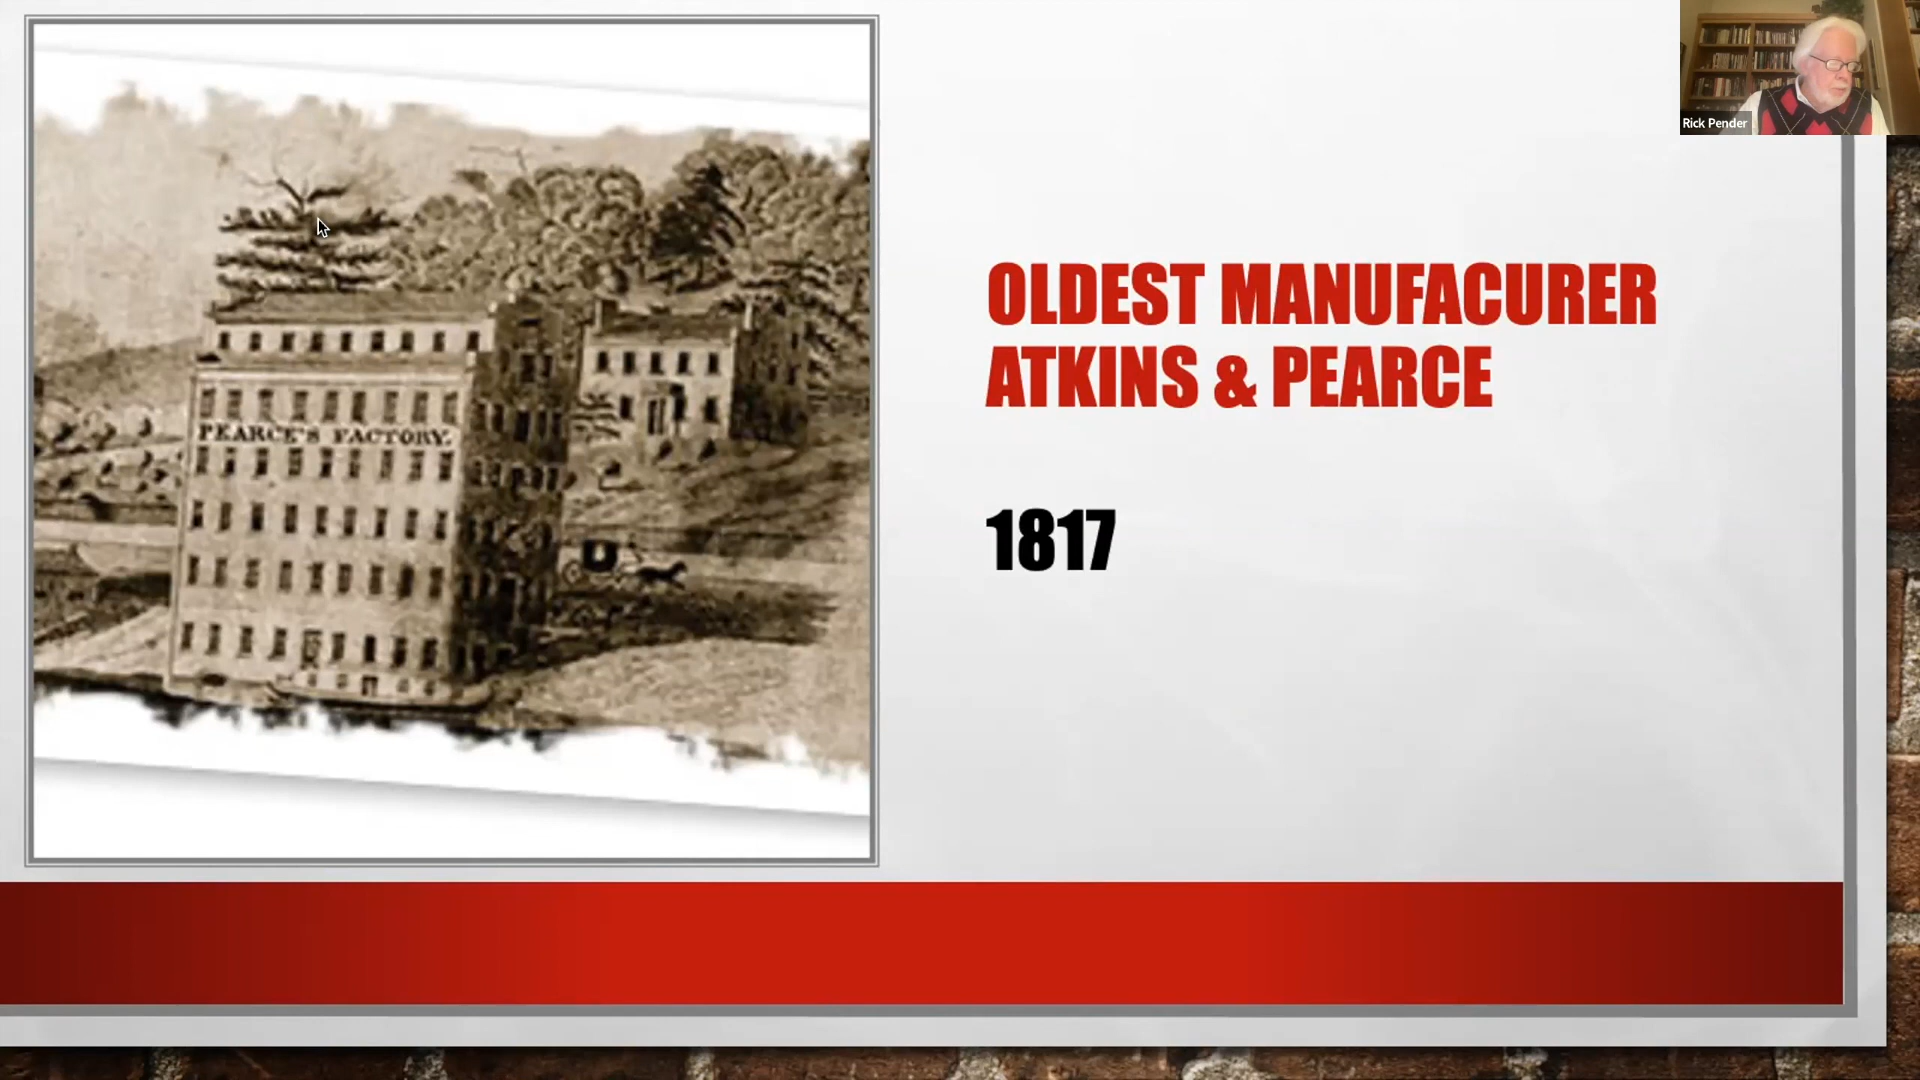 Rick Pender
OLDEST MANUFACURER
ATKINS & PEARCE
1817
PEARCE'S FACTORY.